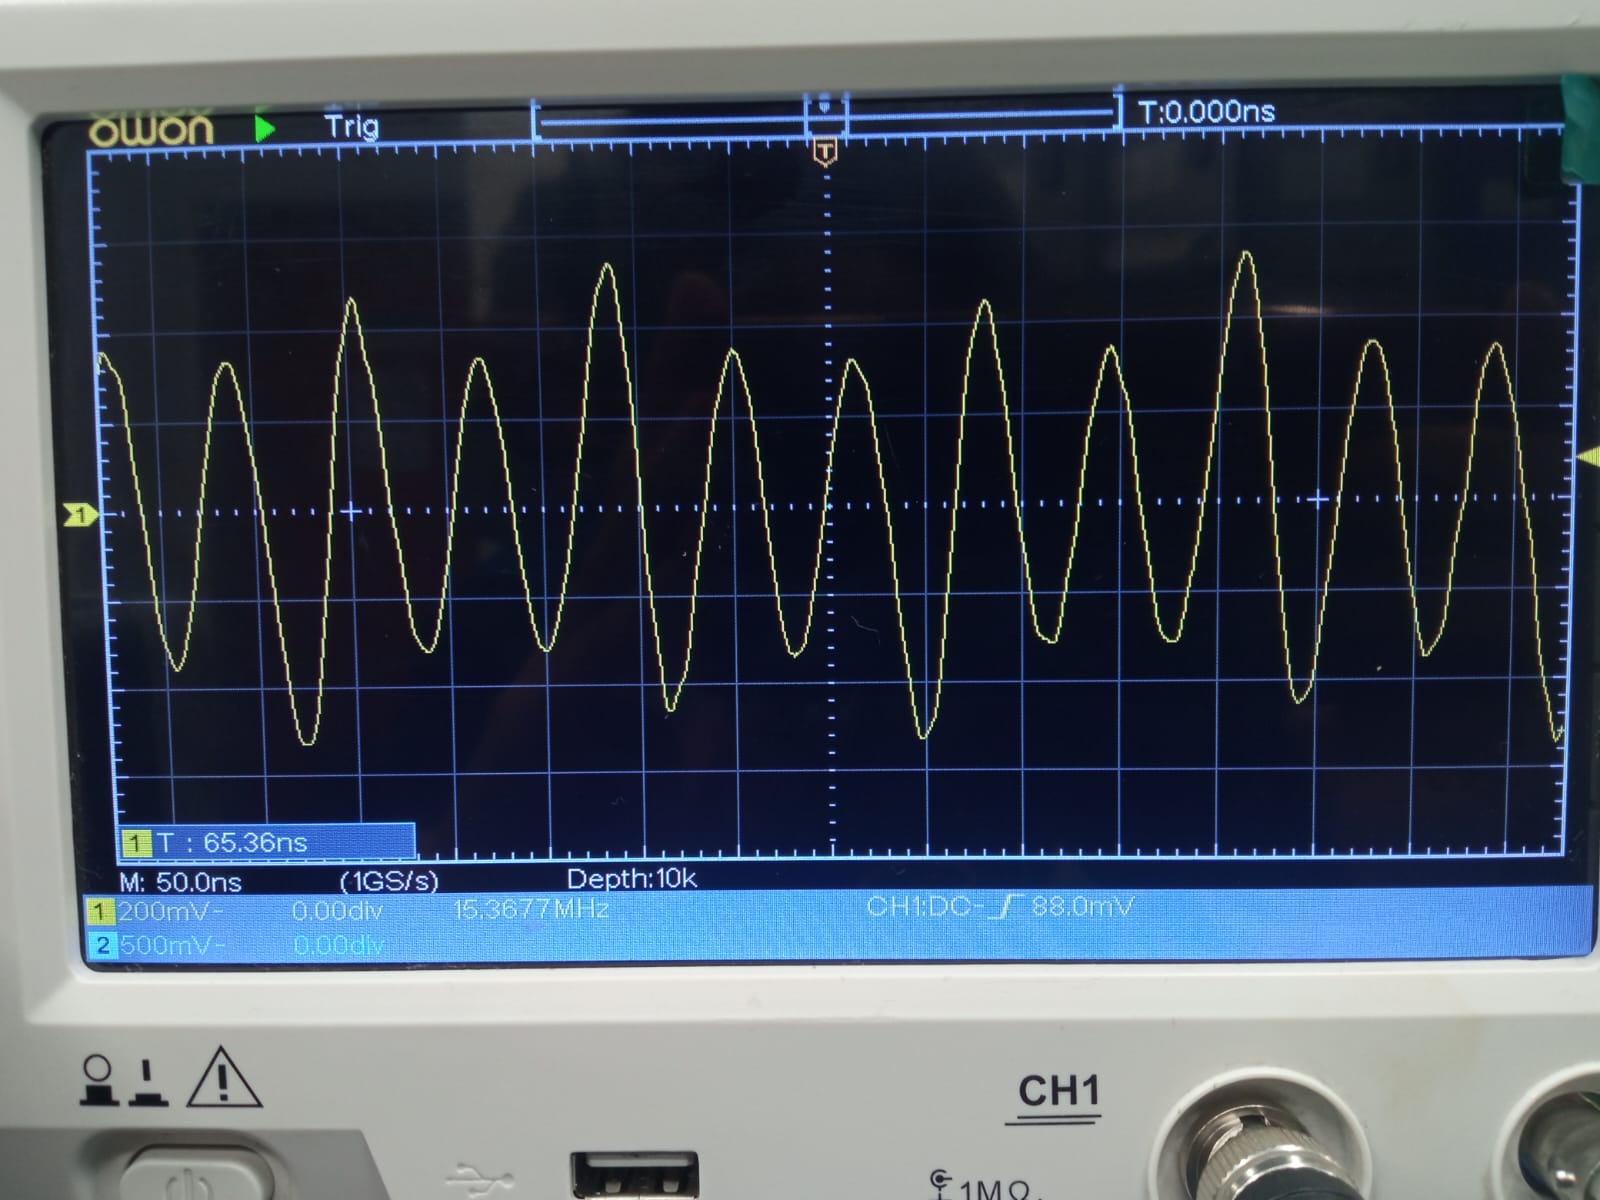 OWON Trig T:0.000ns
T
1
1 T : 65.36ns
M: 50.0ns (1GS/s) Depth:10k
1 200mV~ 0.00div 15.3677MHz CH1:DC- 88.0mV
2 500mV~ 0.00div
CH1
1MΩ